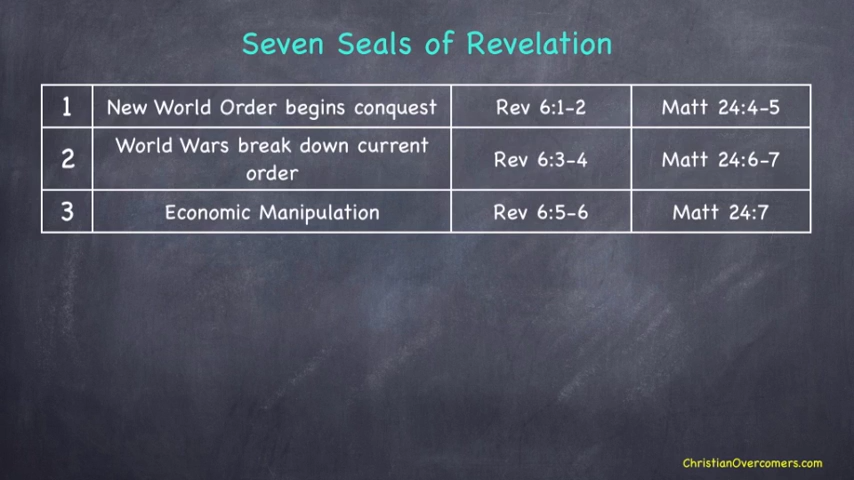 Seven Seals of Revelation
1 New World Order begins conquest Rev 6:1-2 Matt 24:4-5
2 World Wars break down current order Rev 6:3-4 Matt 24:6-7
3 Economic Manipulation Rev 6:5-6 Matt 24:7
ChristianOvercomers.com